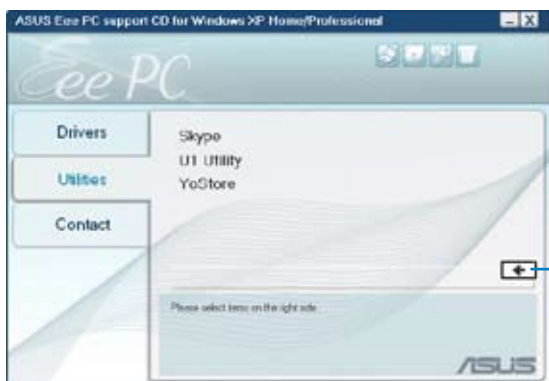 ASUS Eee PC support CD for Windows XP Home/Professional
Eee PC
Drivers
Utilities
Contact
Skype
U1 Utility
YoStore
Please select items on the right side.
ASUS